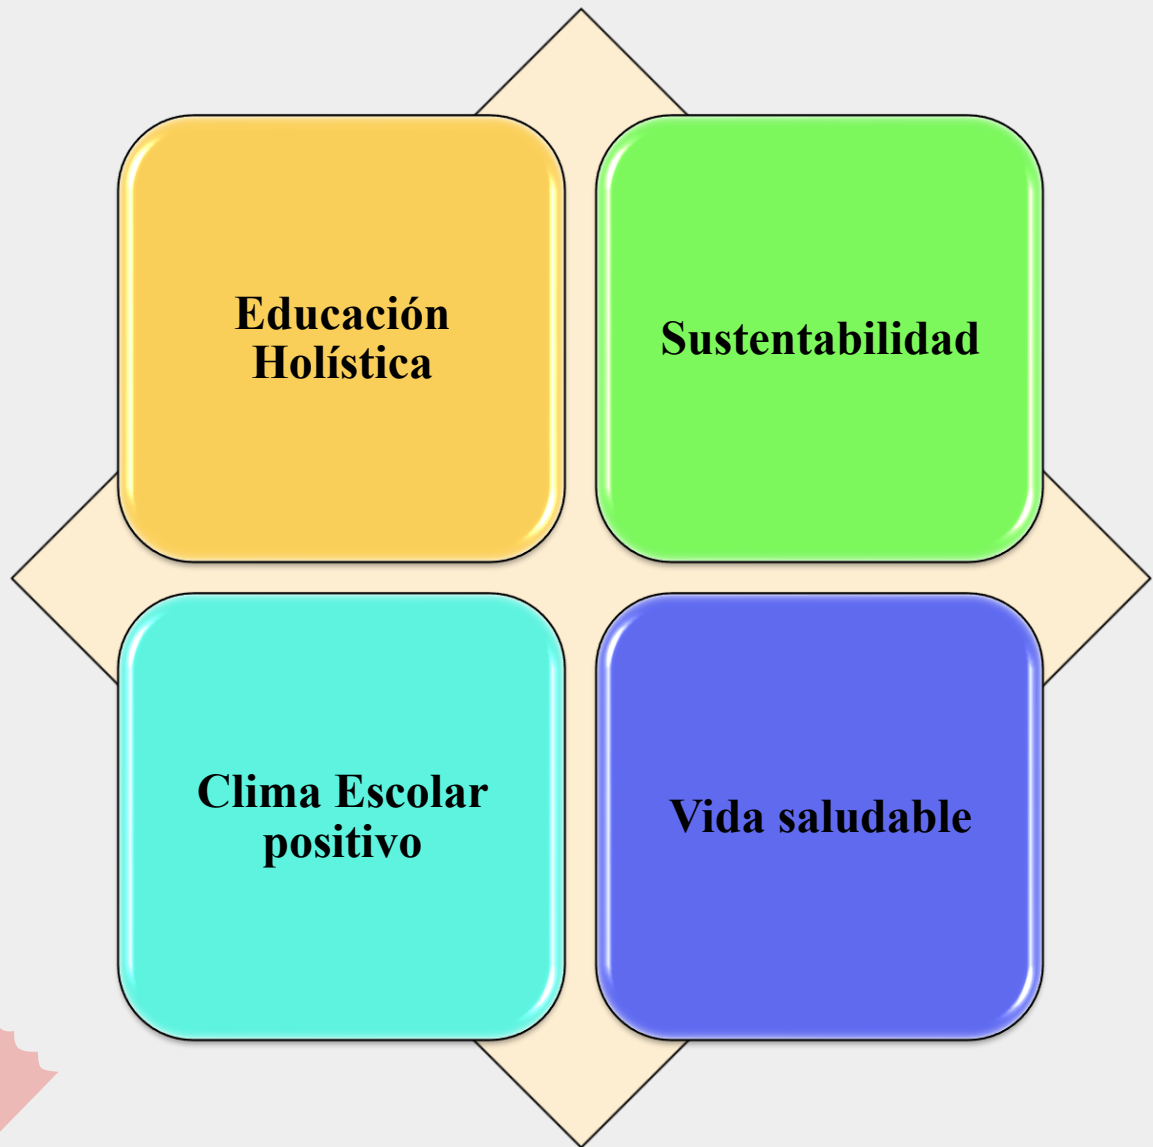 Educación
Holística
Sustentabilidad
Clima Escolar
positivo
Vida saludable